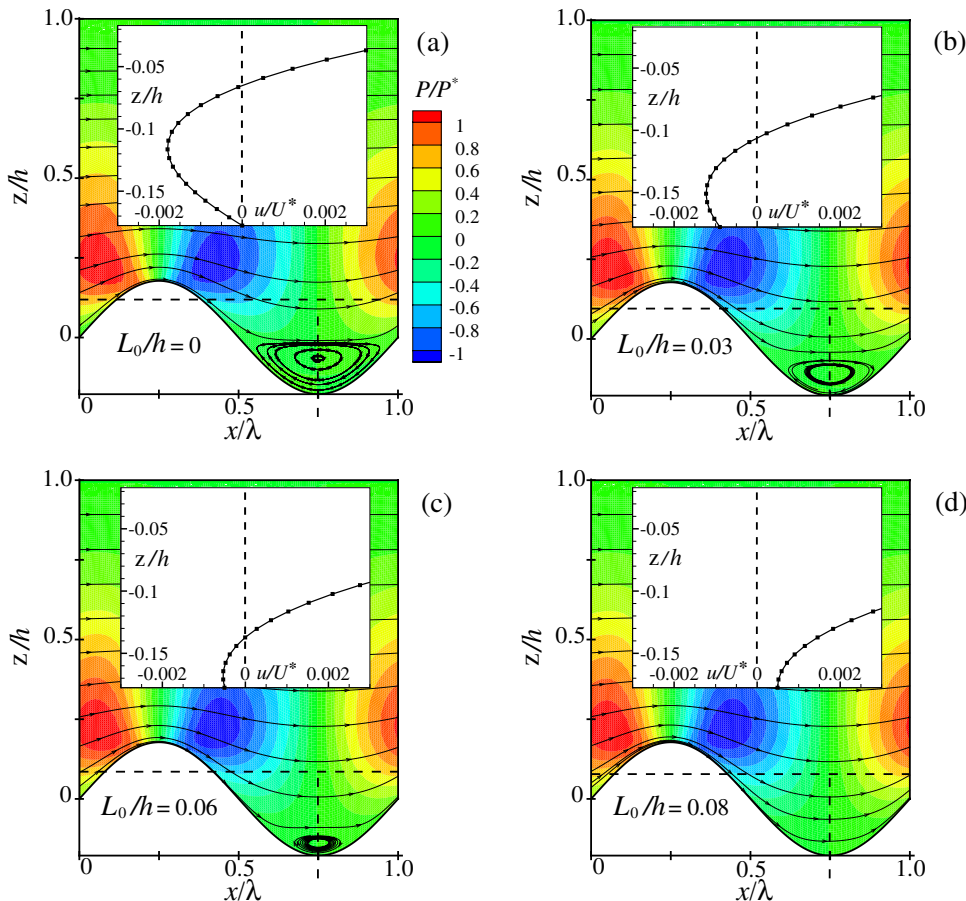 (a)
1.0
z/h
0.5
0
-0.05
z/h
-0.1
-0.15
-0.002
0
u/U*
0.002
L₀/h = 0
0
0.5
1.0
x/λ
P/P*
1
0.8
0.6
0.4
0.2
0
-0.2
-0.4
-0.6
-0.8
-1
(b)
1.0
z/h
0.5
0
-0.05
z/h
-0.1
-0.15
-0.002
0
u/U*
0.002
L₀/h = 0.03
0
0.5
1.0
x/λ
(c)
1.0
z/h
0.5
0
-0.05
z/h
-0.1
-0.15
-0.002
0
u/U*
0.002
L₀/h = 0.06
0
0.5
1.0
x/λ
(d)
1.0
z/h
0.5
0
-0.05
z/h
-0.1
-0.15
-0.002
0
u/U*
0.002
L₀/h = 0.08
0
0.5
1.0
x/λ